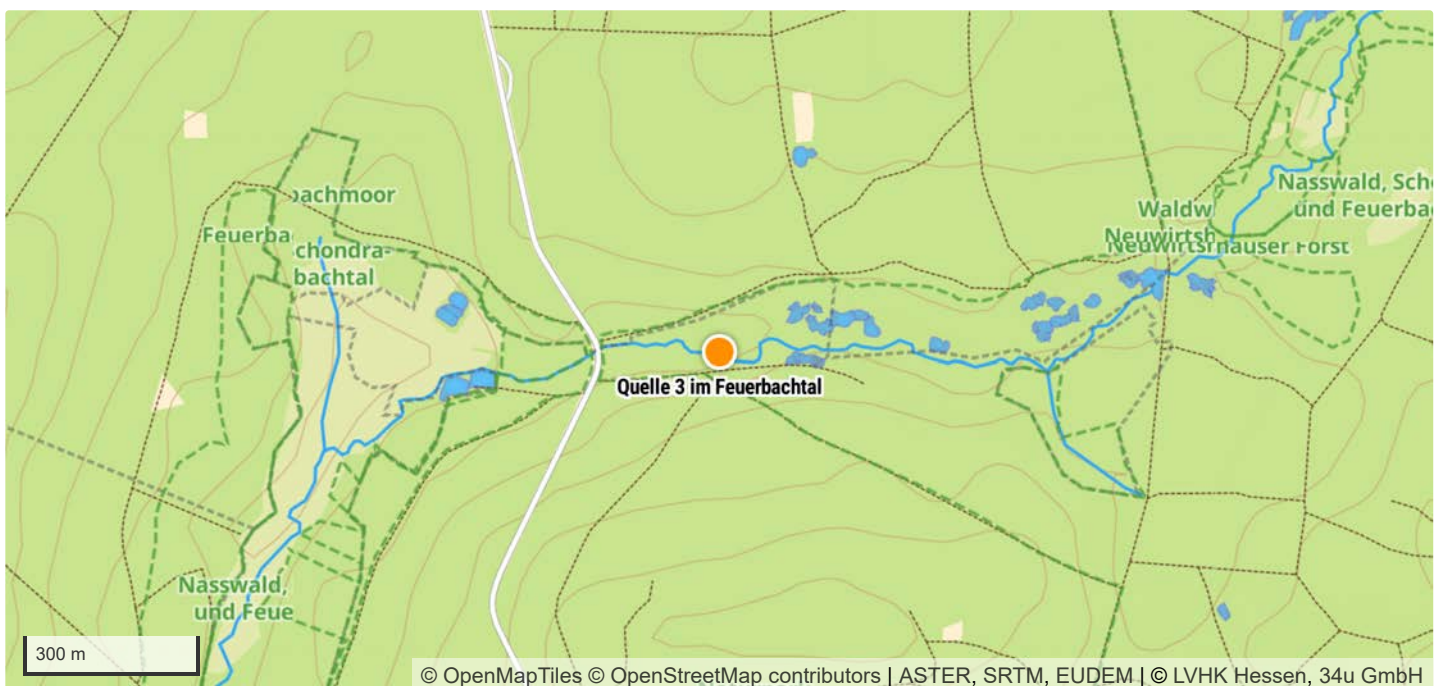 bachmoor
Feuerba
chondra-
bachtal
Nasswald, Sch
und Feuerba
Waldw
Neuwirtsh
Neuwirtshauser Forst
Quelle 3 im Feuerbachtal
Nasswald,
und Feue
300 m
© OpenMapTiles © OpenStreetMap contributors | ASTER, SRTM, EUDEM | © LVHK Hessen, 34u GmbH